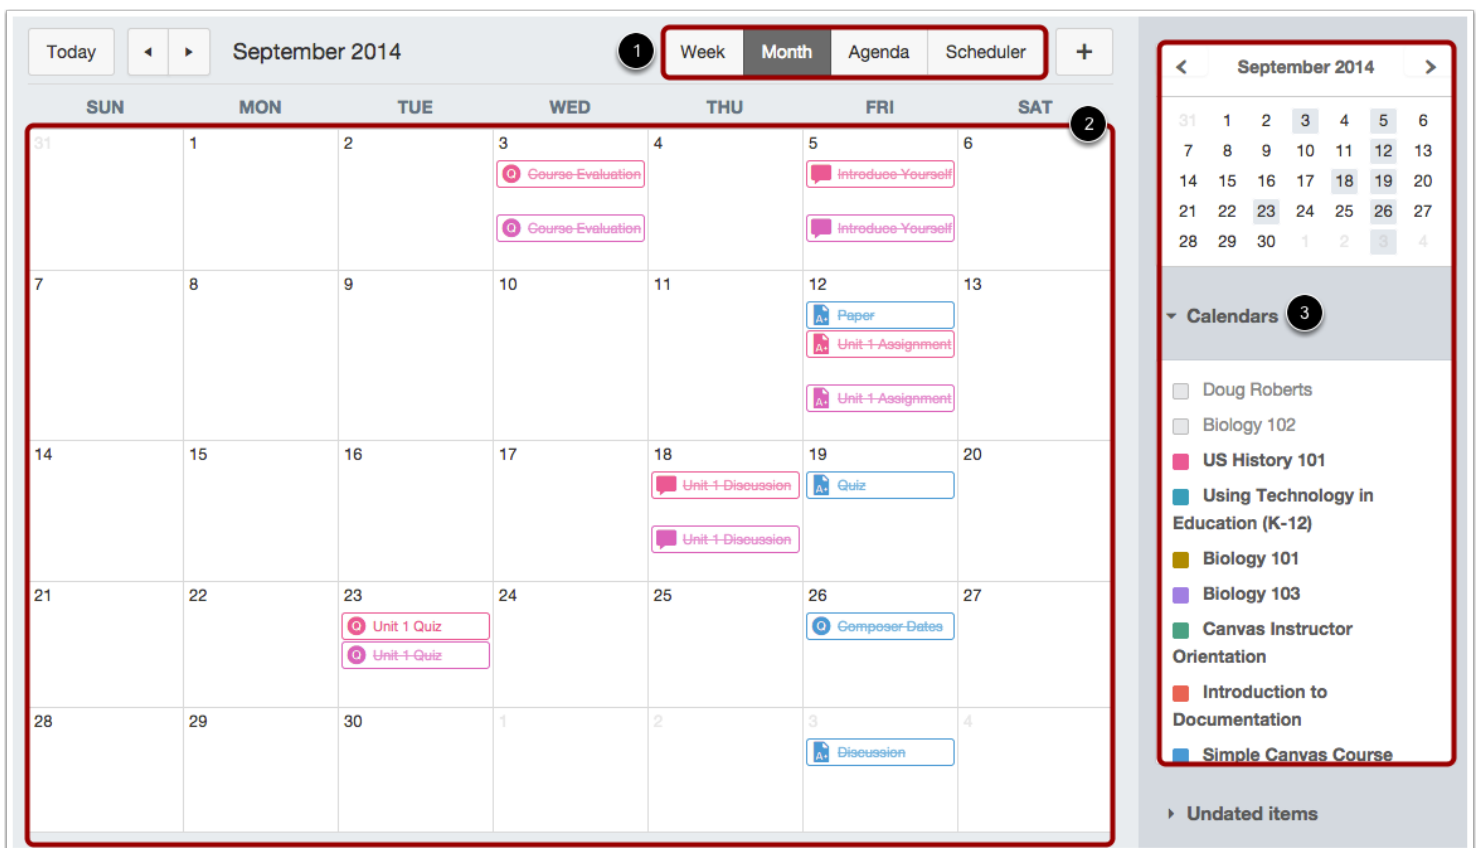 Today ◂ ▸ September 2014 1 Week Month Agenda Scheduler +
SUN MON TUE WED THU FRI SAT
2
31 1 2 3 4 5 6
Course Evaluation Introduce Yourself
Course Evaluation Introduce Yourself
7 8 9 10 11 12 13
A+ Paper
A+ Unit 1 Assignment
A+ Unit 1 Assignment
14 15 16 17 18 19 20
Unit 1 Discussion A+ Quiz
Unit 1 Discussion
21 22 23 24 25 26 27
Q Unit 1 Quiz Q Composer Dates
Q Unit 1 Quiz
28 29 30 1 2 3 4
A+ Discussion
< September 2014 >
31 1 2 3 4 5 6
7 8 9 10 11 12 13
14 15 16 17 18 19 20
21 22 23 24 25 26 27
28 29 30 1 2 3 4
Calendars 3
Doug Roberts
Biology 102
US History 101
Using Technology in
Education (K-12)
Biology 101
Biology 103
Canvas Instructor
Orientation
Introduction to
Documentation
Simple Canvas Course
Undated items